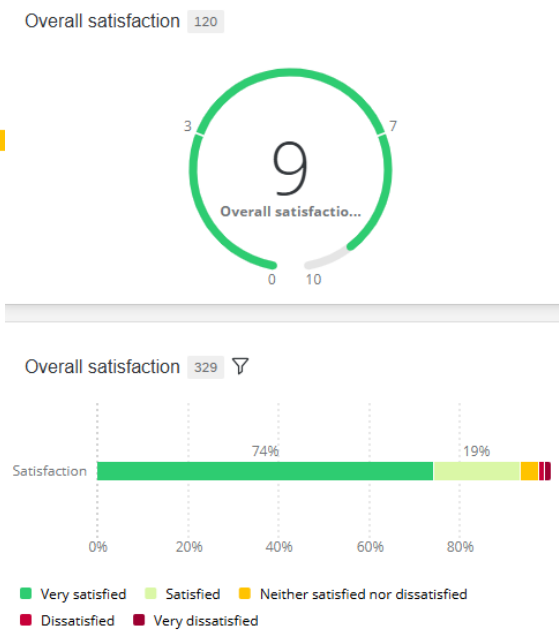 Overall satisfaction 120
3 7
9
Overall satisfactio...
0 10
Overall satisfaction 329
74% 19%
Satisfaction
0% 20% 40% 60% 80%
Very satisfied Satisfied Neither satisfied nor dissatisfied
Dissatisfied Very dissatisfied